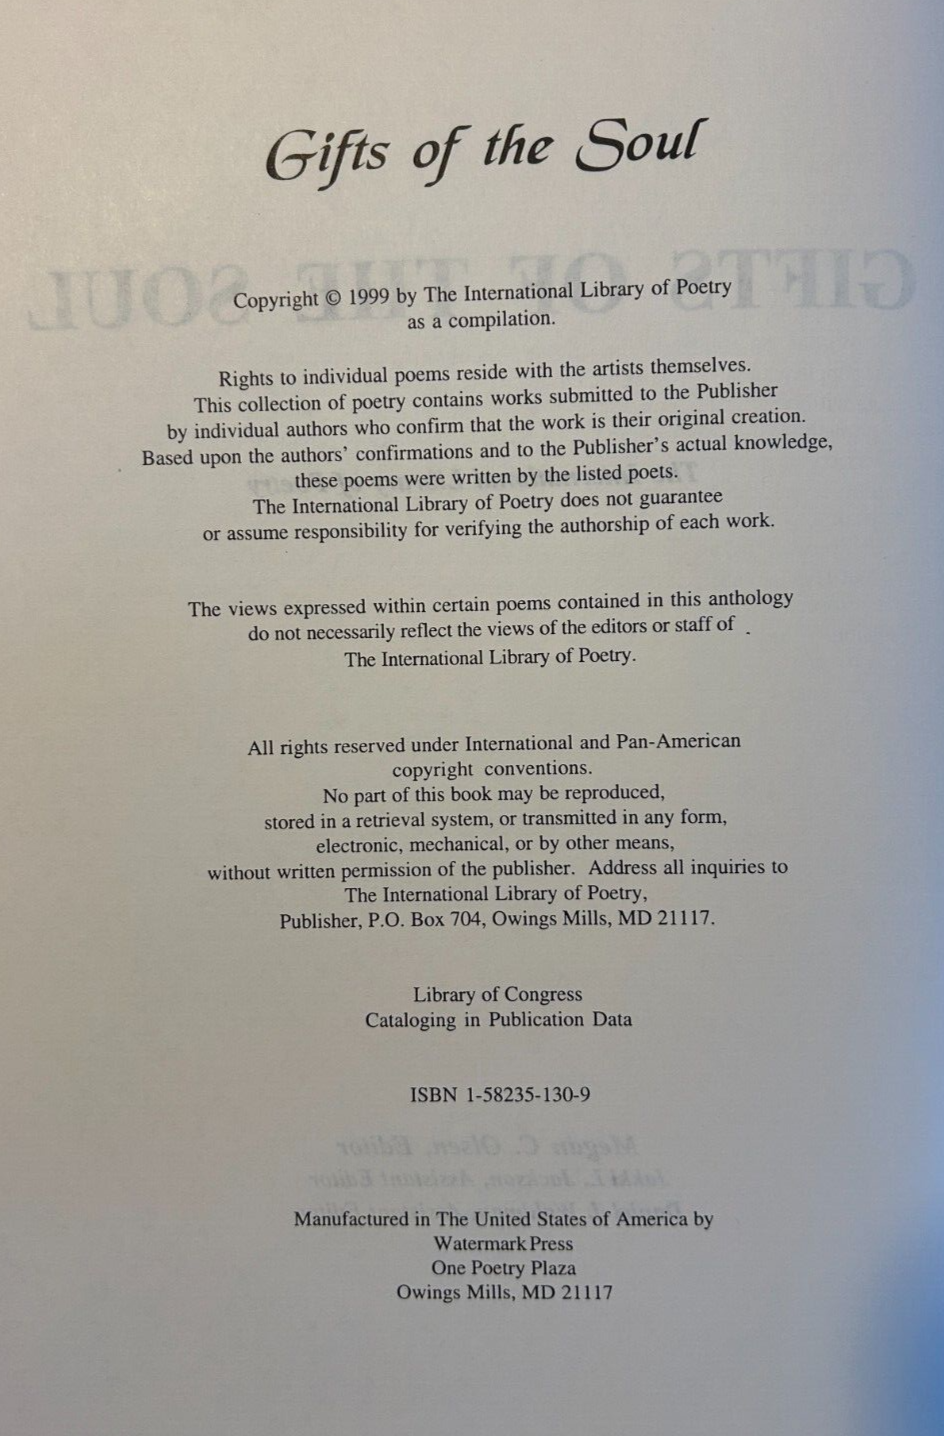 Gifts of the Soul
GIFTS OF THE SOUL
Copyright © 1999 by The International Library of Poetry
as a compilation.
Rights to individual poems reside with the artists themselves.
This collection of poetry contains works submitted to the Publisher
by individual authors who confirm that the work is their original creation.
Based upon the authors' confirmations and to the Publisher's actual knowledge,
these poems were written by the listed poets.
The International Library of Poetry does not guarantee
or assume responsibility for verifying the authorship of each work.
The views expressed within certain poems contained in this anthology
do not necessarily reflect the views of the editors or staff of
The International Library of Poetry.
All rights reserved under International and Pan-American
copyright conventions.
No part of this book may be reproduced,
stored in a retrieval system, or transmitted in any form,
electronic, mechanical, or by other means,
without written permission of the publisher. Address all inquiries to
The International Library of Poetry,
Publisher, P.O. Box 704, Owings Mills, MD 21117.
Library of Congress
Cataloging in Publication Data
ISBN 1-58235-130-9
Megan C. Olsen, Editor
Jackson, Assistant Editor
Manufactured in The United States of America by
Watermark Press
One Poetry Plaza
Owings Mills, MD 21117